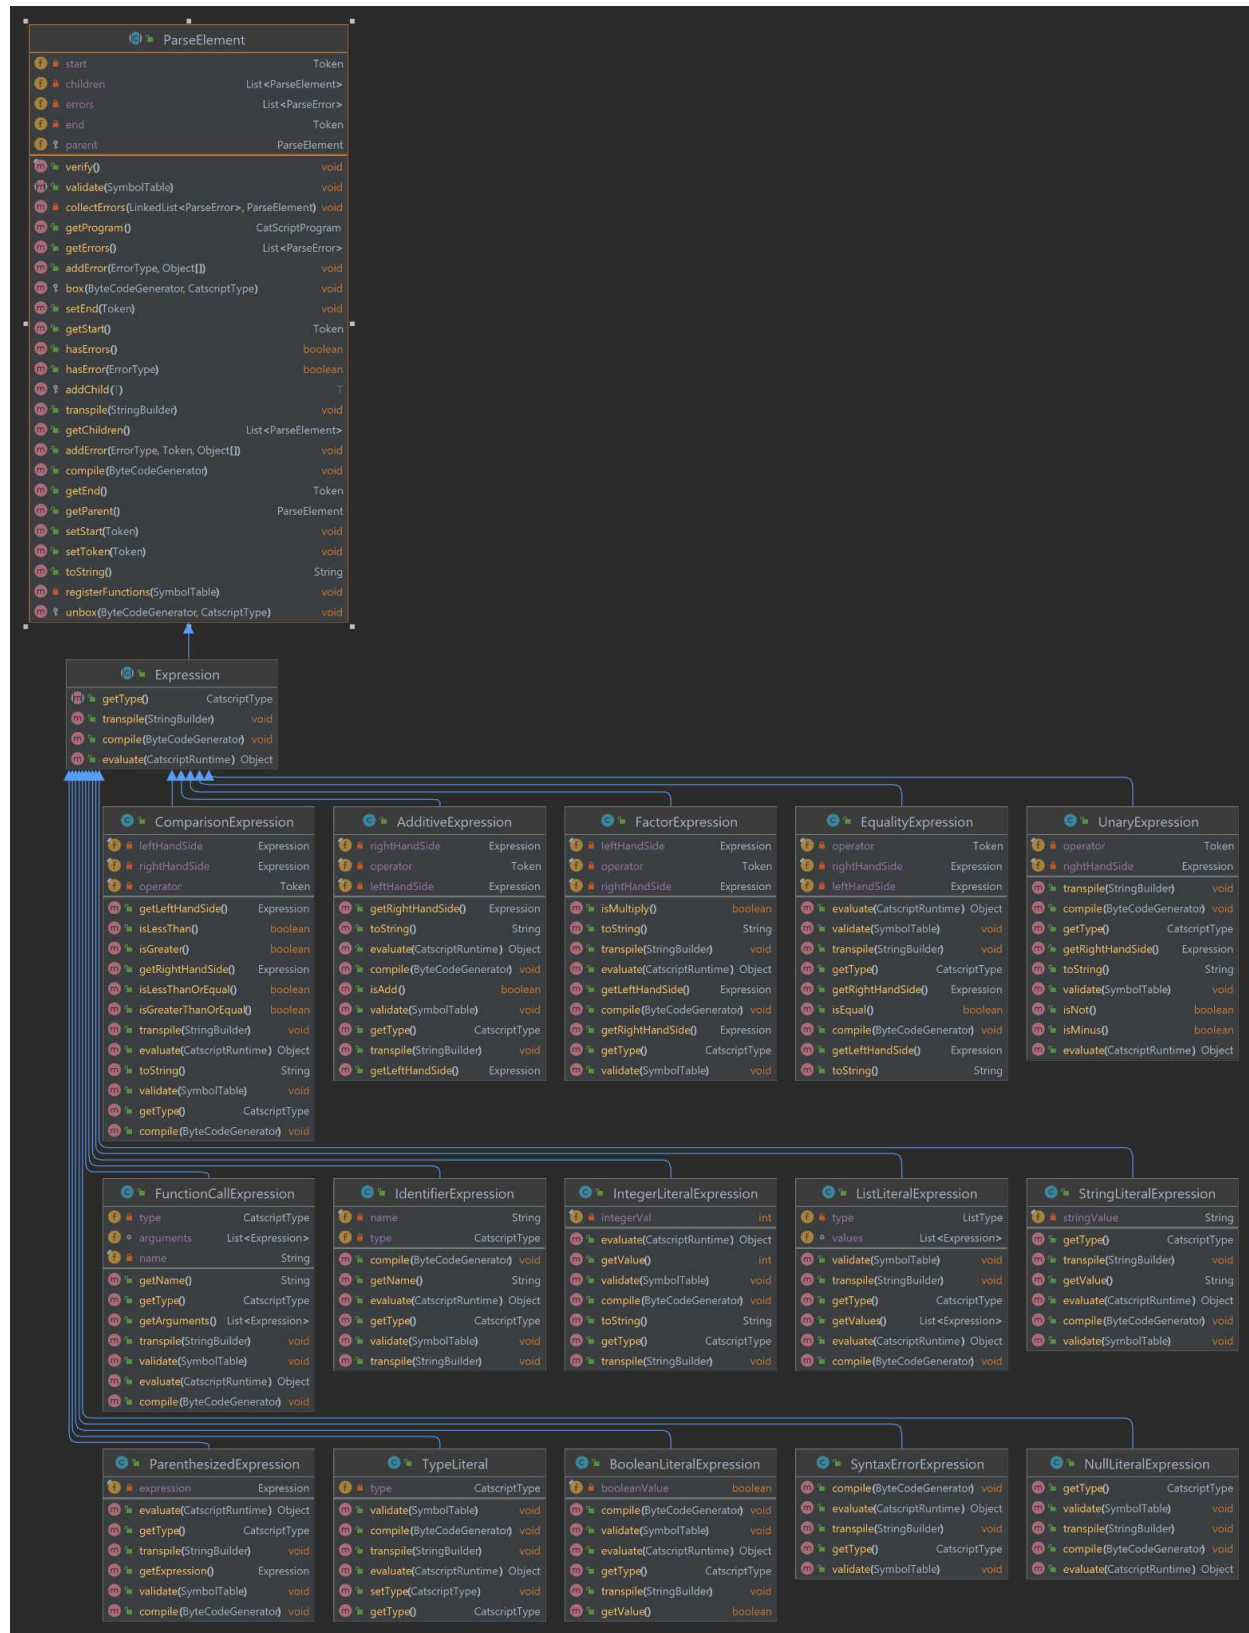 ParseElement
start Token
children List<ParseElement>
errors List<ParseError>
end Token
parent ParseElement
verify() void
validate(SymbolTable) void
collectErrors(LinkedList<ParseError>, ParseElement) void
getProgram() CatScriptProgram
getErrors() List<ParseError>
addError(ErrorType, Object[]) void
box(ByteCodeGenerator, CatscriptType) void
setEnd(Token) void
getStart() Token
hasErrors() boolean
hasError(ErrorType) boolean
addChild(T) T
transpile(StringBuilder) void
getChildren() List<ParseElement>
addError(ErrorType, Token, Object[]) void
compile(ByteCodeGenerator) void
getEnd() Token
getParent() ParseElement
setStart(Token) void
setToken(Token) void
toString() String
registerFunctions(SymbolTable) void
unbox(ByteCodeGenerator, CatscriptType) void
Expression
getType() CatscriptType
transpile(StringBuilder) void
compile(ByteCodeGenerator) void
evaluate(CatscriptRuntime) Object
ComparisonExpression
leftHandSide Expression
rightHandSide Expression
operator Token
getLeftHandSide() Expression
isLessThan() boolean
isGreater() boolean
getRightHandSide() Expression
isLessThanOrEqual() boolean
isGreaterThanOrEqual() boolean
transpile(StringBuilder) void
evaluate(CatscriptRuntime) Object
toString() String
validate(SymbolTable) void
getType() CatscriptType
compile(ByteCodeGenerator) void
AdditiveExpression
rightHandSide Expression
operator Token
leftHandSide Expression
getRightHandSide() Expression
toString() String
evaluate(CatscriptRuntime) Object
compile(ByteCodeGenerator) void
isAdd() boolean
validate(SymbolTable) void
getType() CatscriptType
transpile(StringBuilder) void
getLeftHandSide() Expression
FactorExpression
leftHandSide Expression
operator Token
rightHandSide Expression
isMultiply() boolean
toString() String
transpile(StringBuilder) void
evaluate(CatscriptRuntime) Object
getLeftHandSide() Expression
compile(ByteCodeGenerator) void
getRightHandSide() Expression
getType() CatscriptType
validate(SymbolTable) void
EqualityExpression
operator Token
rightHandSide Expression
leftHandSide Expression
evaluate(CatscriptRuntime) Object
validate(SymbolTable) void
transpile(StringBuilder) void
getType() CatscriptType
getRightHandSide() Expression
isEqual() boolean
compile(ByteCodeGenerator) void
getLeftHandSide() Expression
toString() String
UnaryExpression
operator Token
rightHandSide Expression
transpile(StringBuilder) void
compile(ByteCodeGenerator) void
getType() CatscriptType
getRightHandSide() Expression
toString() String
validate(SymbolTable) void
isNot() boolean
isMinus() boolean
evaluate(CatscriptRuntime) Object
FunctionCallExpression
type CatscriptType
arguments List<Expression>
name String
getName() String
getType() CatscriptType
getArguments() List<Expression>
transpile(StringBuilder) void
validate(SymbolTable) void
evaluate(CatscriptRuntime) Object
compile(ByteCodeGenerator) void
IdentifierExpression
name String
type CatscriptType
compile(ByteCodeGenerator) void
getName() String
evaluate(CatscriptRuntime) Object
getType() CatscriptType
validate(SymbolTable) void
transpile(StringBuilder) void
IntegerLiteralExpression
integerVal int
evaluate(CatscriptRuntime) Object
getValue() int
validate(SymbolTable) void
compile(ByteCodeGenerator) void
toString() String
getType() CatscriptType
transpile(StringBuilder) void
ListLiteralExpression
type ListType
values List<Expression>
validate(SymbolTable) void
transpile(StringBuilder) void
getType() CatscriptType
getValues() List<Expression>
evaluate(CatscriptRuntime) Object
compile(ByteCodeGenerator) void
StringLiteralExpression
stringValue String
getType() CatscriptType
transpile(StringBuilder) void
getValue() String
evaluate(CatscriptRuntime) Object
compile(ByteCodeGenerator) void
validate(SymbolTable) void
ParenthesizedExpression
expression Expression
evaluate(CatscriptRuntime) Object
getType() CatscriptType
transpile(StringBuilder) void
getExpression() Expression
validate(SymbolTable) void
compile(ByteCodeGenerator) void
TypeLiteral
type CatscriptType
validate(SymbolTable) void
compile(ByteCodeGenerator) void
transpile(StringBuilder) void
evaluate(CatscriptRuntime) Object
setType(CatscriptType) void
getType() CatscriptType
BooleanLiteralExpression
booleanValue boolean
compile(ByteCodeGenerator) void
validate(SymbolTable) void
evaluate(CatscriptRuntime) Object
getType() CatscriptType
transpile(StringBuilder) void
getValue() boolean
SyntaxErrorExpression
compile(ByteCodeGenerator) void
evaluate(CatscriptRuntime) Object
transpile(StringBuilder) void
getType() CatscriptType
validate(SymbolTable) void
NullLiteralExpression
getType() CatscriptType
validate(SymbolTable) void
transpile(StringBuilder) void
compile(ByteCodeGenerator) void
evaluate(CatscriptRuntime) Object